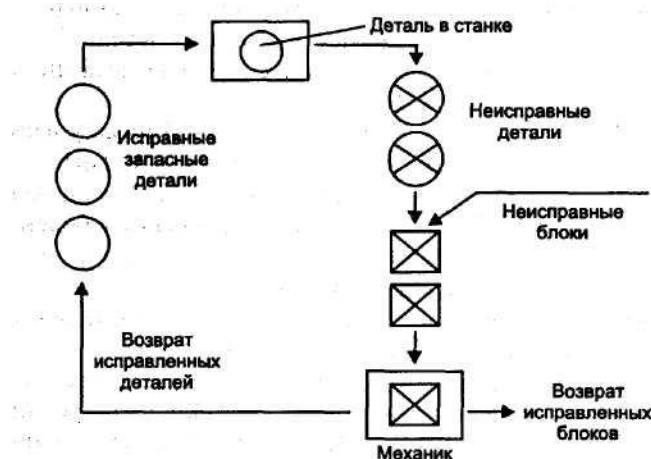 Деталь в станке
Неисправные
детали
Исправные
запасные
детали
Неисправные
блоки
Возврат
исправленных
деталей
Возврат
исправленных
блоков
Механик